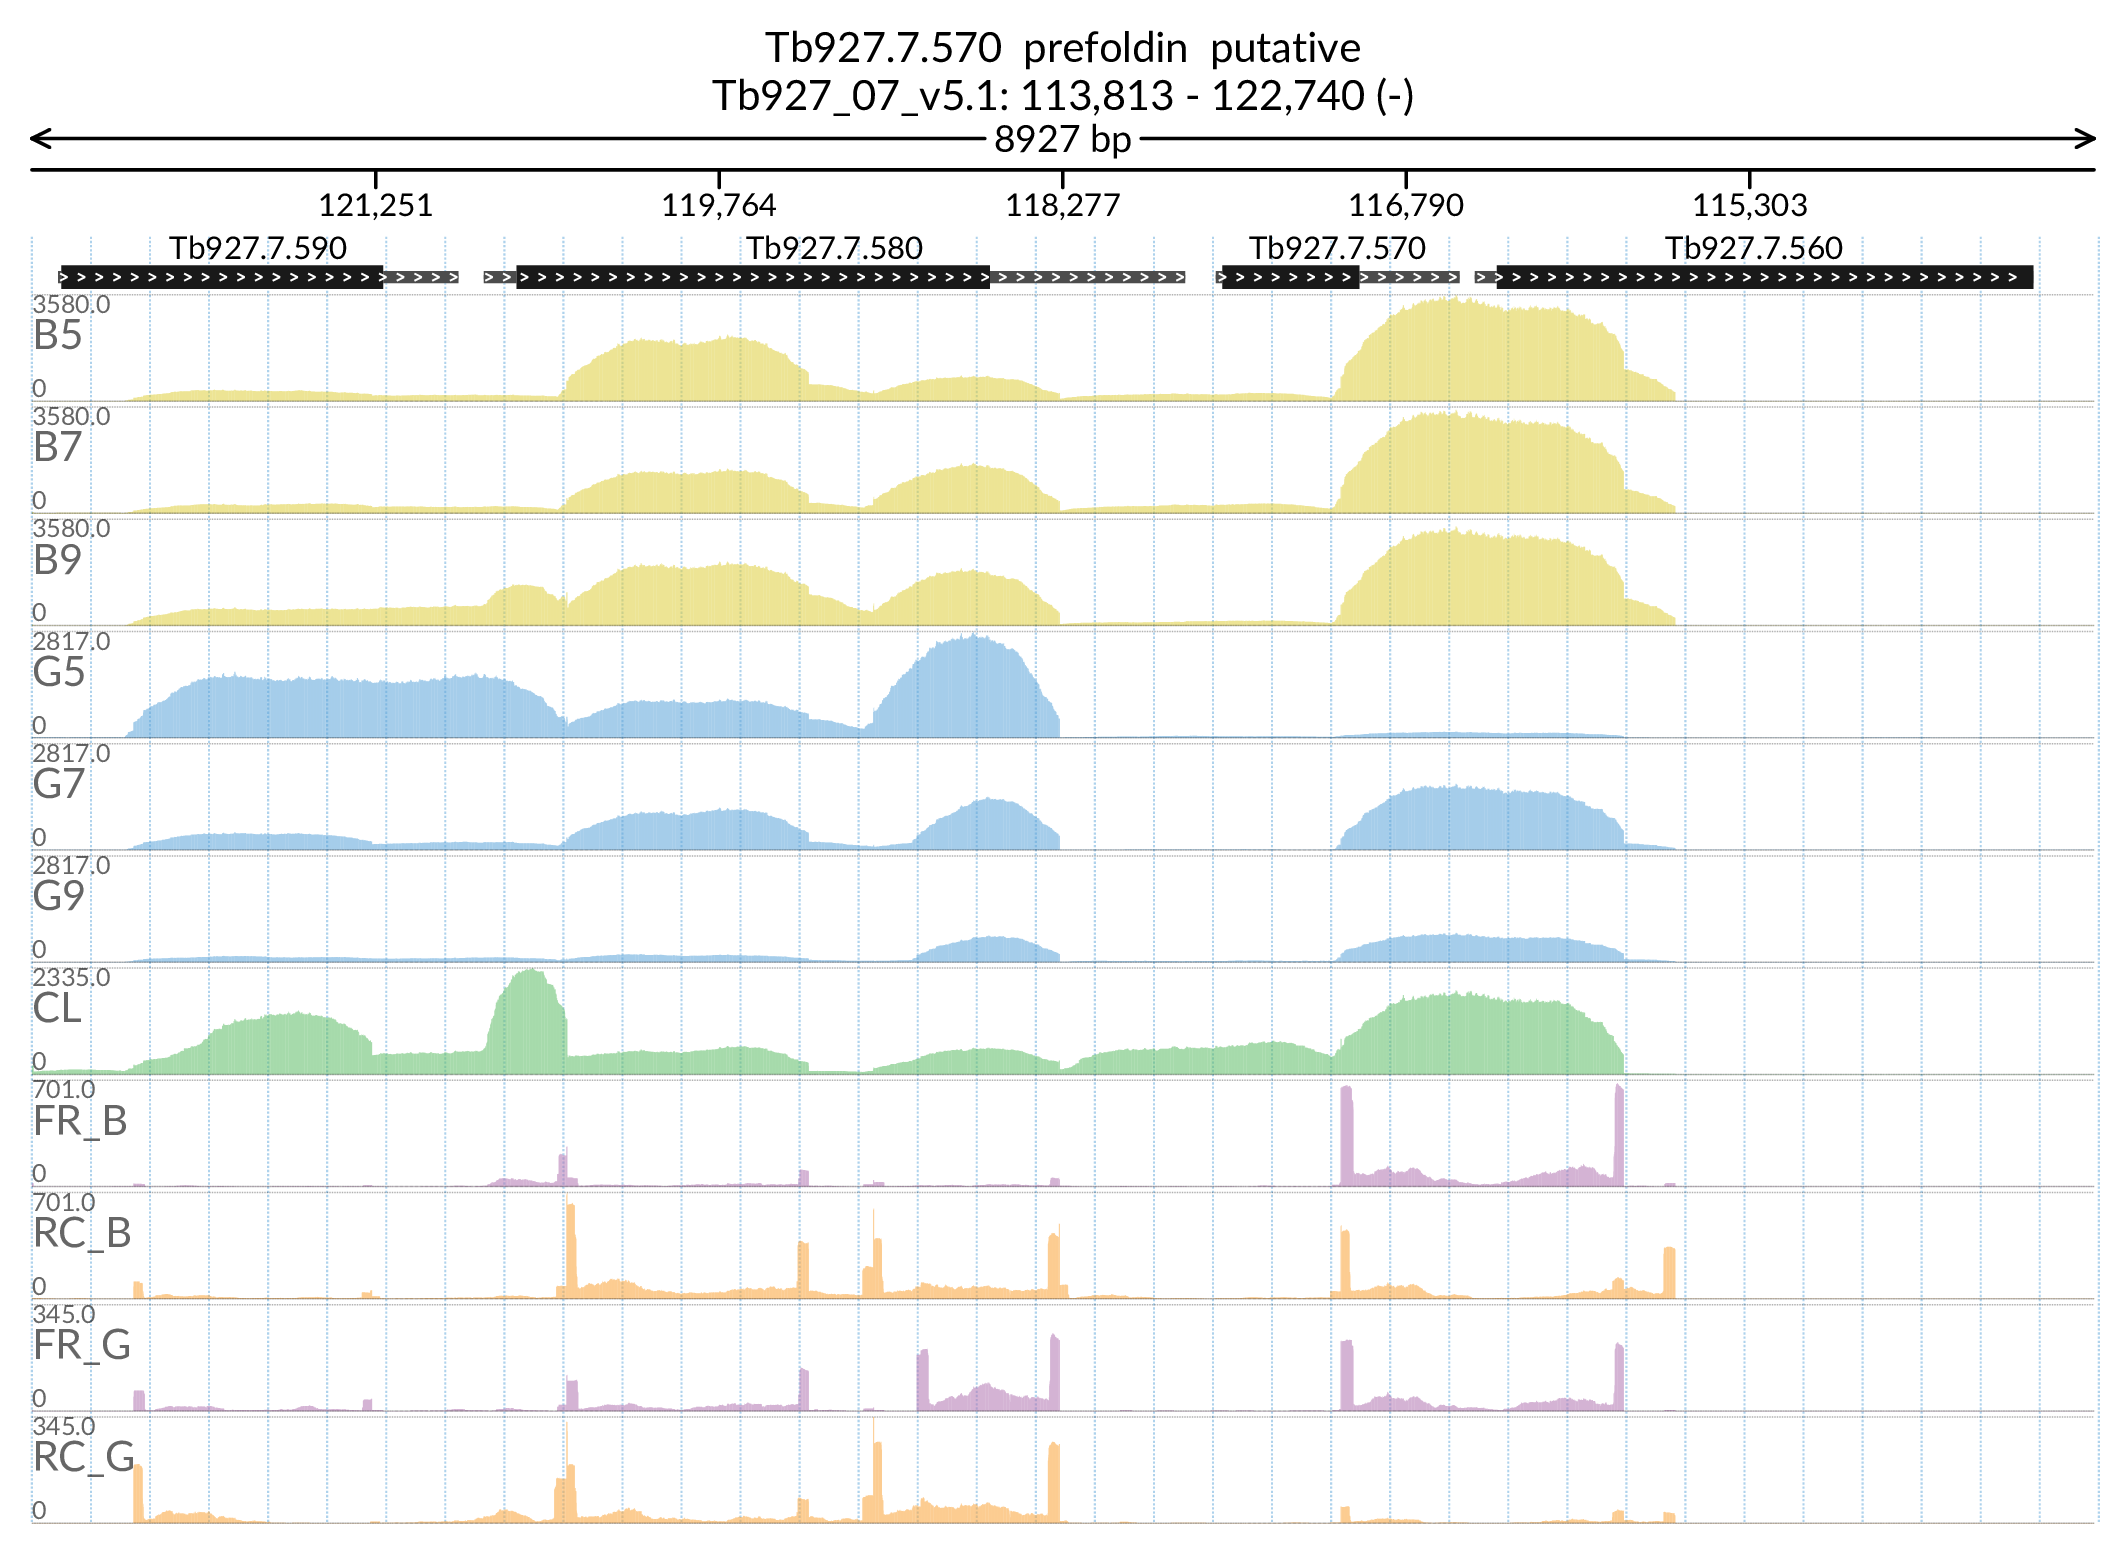 Tb927.7.570 prefoldin putative
Tb927_07_v5.1: 113,813 - 122,740 (-)
8927 bp
121,251 119,764 118,277 116,790 115,303
Tb927.7.590 Tb927.7.580 Tb927.7.570 Tb927.7.560
3580.0
B5
0
3580.0
B7
0
3580.0
B9
0
2817.0
G5
0
2817.0
G7
0
2817.0
G9
0
2335.0
CL
0
701.0
FR_B
0
701.0
RC_B
0
345.0
FR_G
0
345.0
RC_G
0